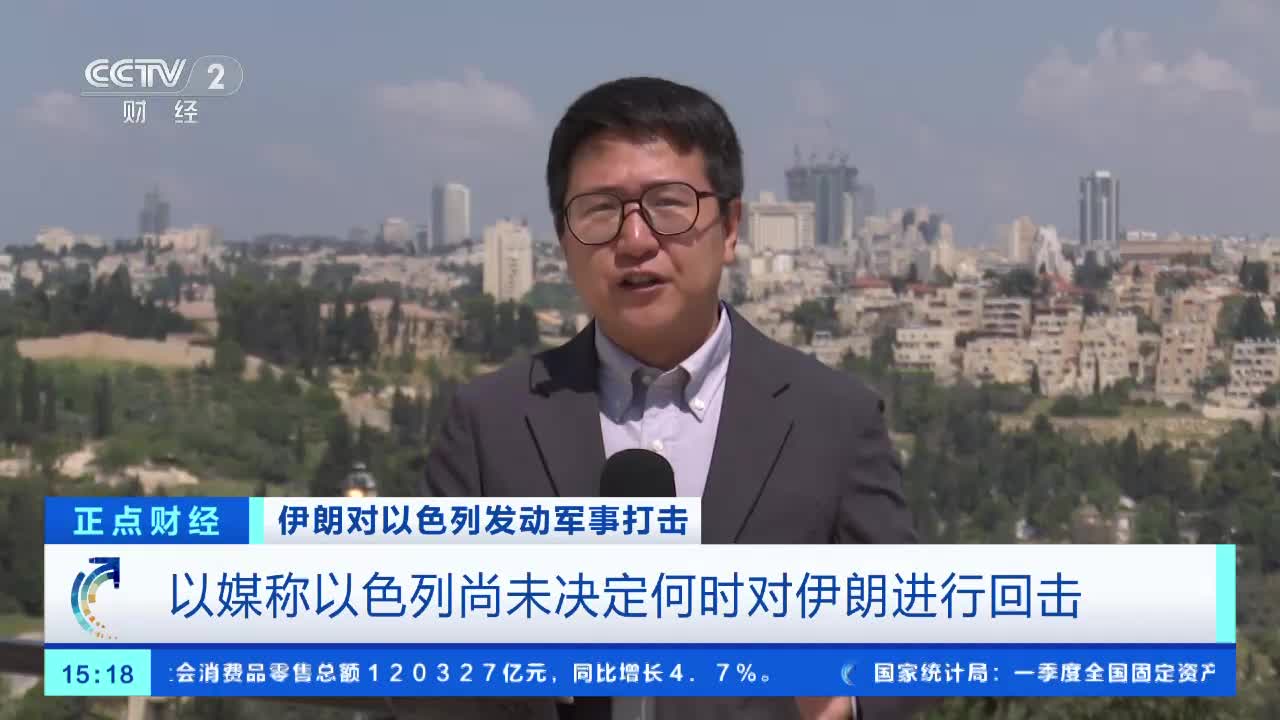 CCTV 2
财经
正点财经
伊朗对以色列发动军事打击
以媒称以色列尚未决定何时对伊朗进行回击
15:18
会消费品零售总额120327亿元，同比增长4.7%。 国家统计局：一季度全国固定资产